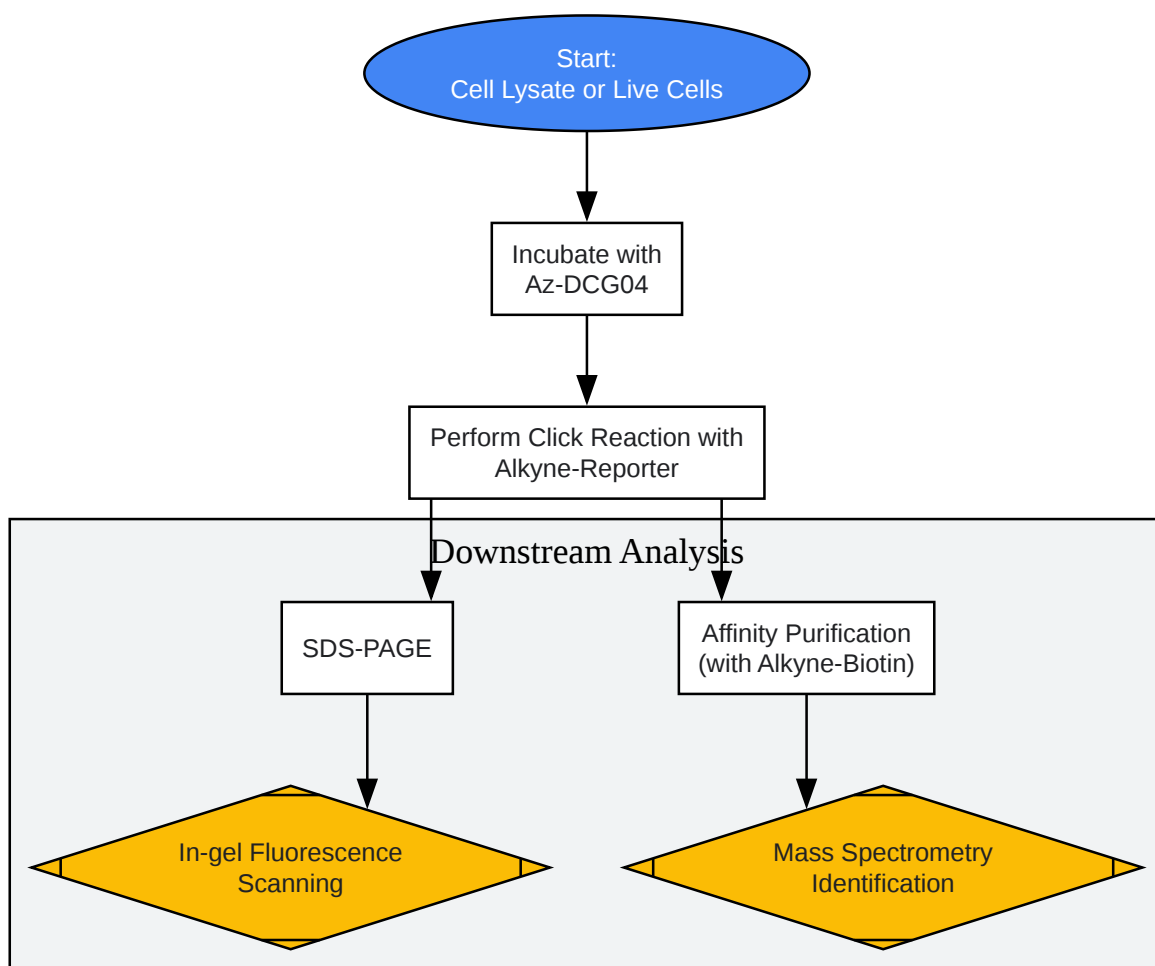 Start:
Cell Lysate or Live Cells
Incubate with
Az-DCG04
Perform Click Reaction with
Alkyne-Reporter
Downstream Analysis
SDS-PAGE
Affinity Purification
(with Alkyne-Biotin)
In-gel Fluorescence
Scanning
Mass Spectrometry
Identification